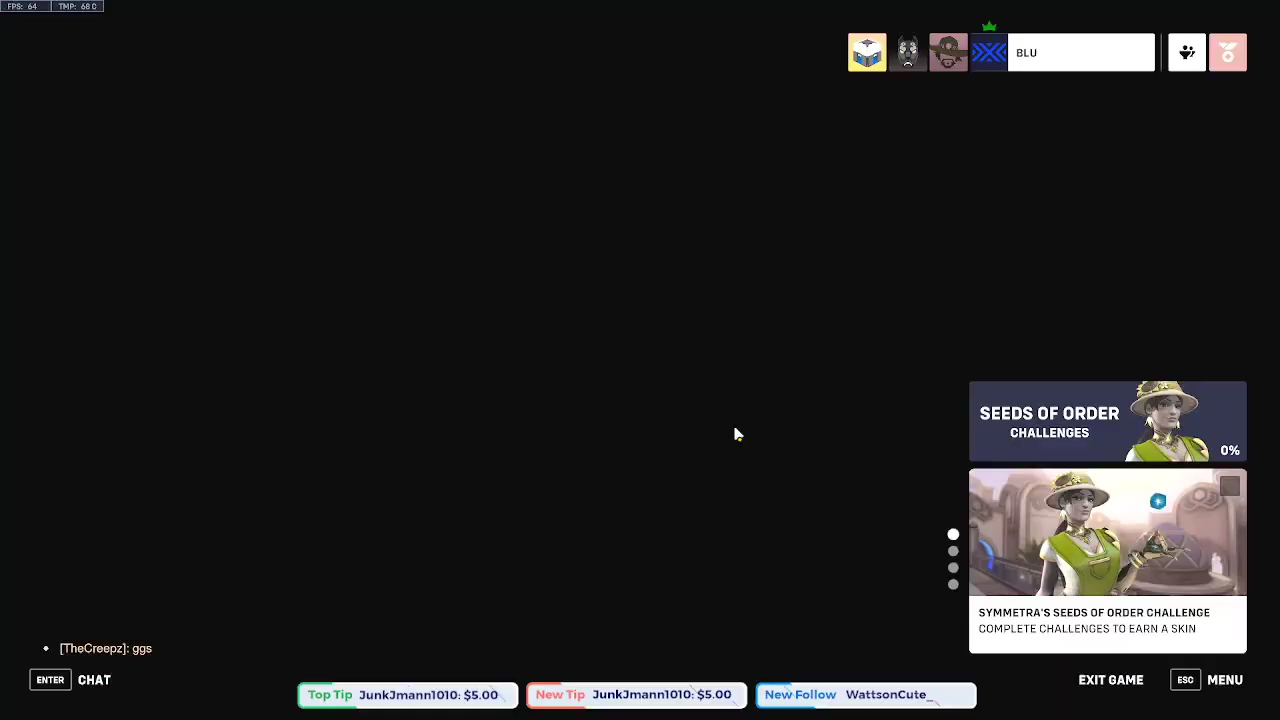 FPS: 64 TMP: 68 C
BLU
SEEDS OF ORDER
CHALLENGES
0%
SYMMETRA'S SEEDS OF ORDER CHALLENGE
COMPLETE CHALLENGES TO EARN A SKIN
[TheCreepz]: ggs
ENTER CHAT
EXIT GAME ESC MENU
Top Tip JunkJmann1010: $5.00 New Tip JunkJmann1010: $5.00 New Follow WattsonCute_